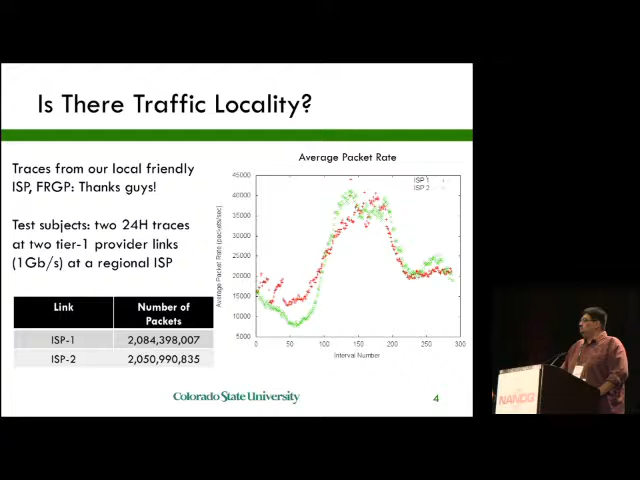 Is There Traffic Locality?
Traces from our local friendly
ISP, FRGP: Thanks guys!
Test subjects: two 24H traces
at two tier-1 provider links
(1Gb/s) at a regional ISP
Link Number of
Packets
ISP-1 2,084,398,007
ISP-2 2,050,990,835
Average Packet Rate
ISP 1
ISP 2
Average Packet Rate (packets/sec)
45000
40000
35000
30000
25000
20000
15000
10000
5000
0 50 100 150 200 250 300
Interval Number
Colorado State University
4
NANOG